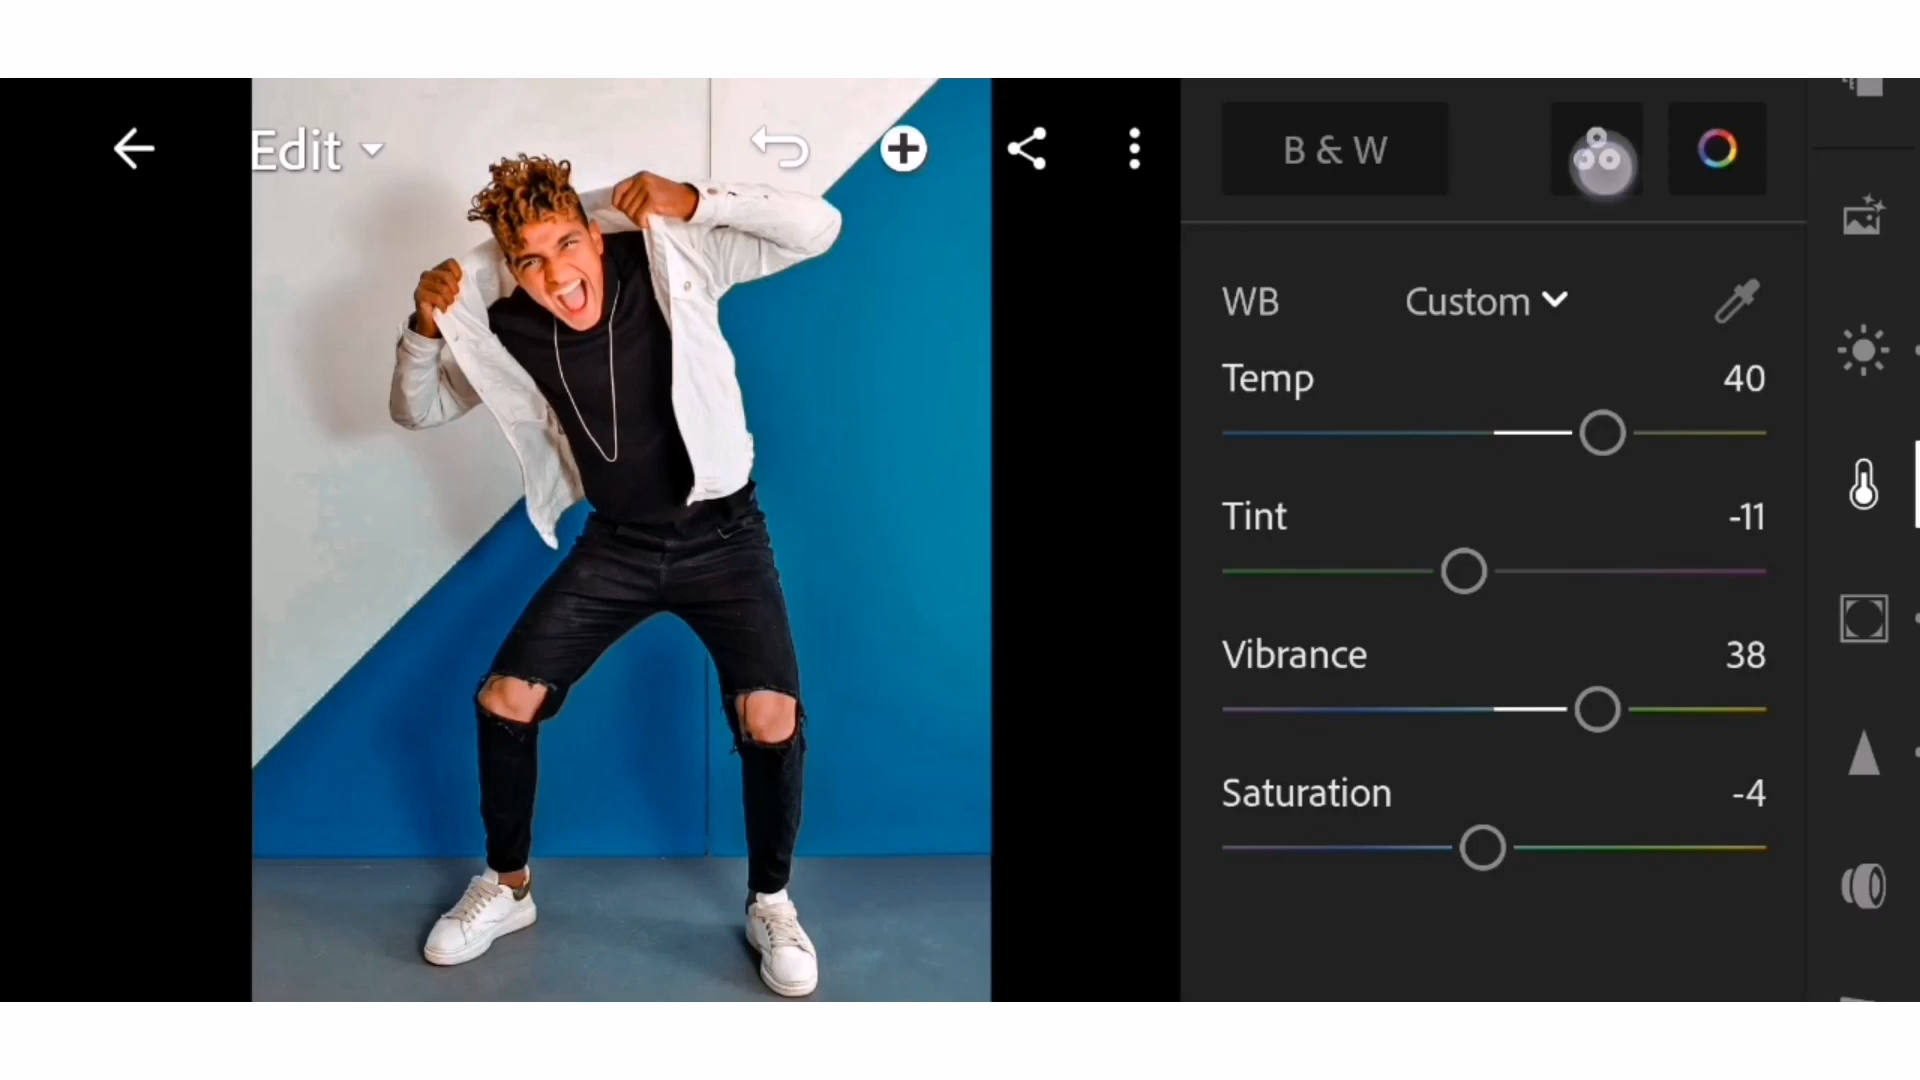 Edit
B & W
WB Custom
Temp 40
Tint -11
Vibrance 38
Saturation -4